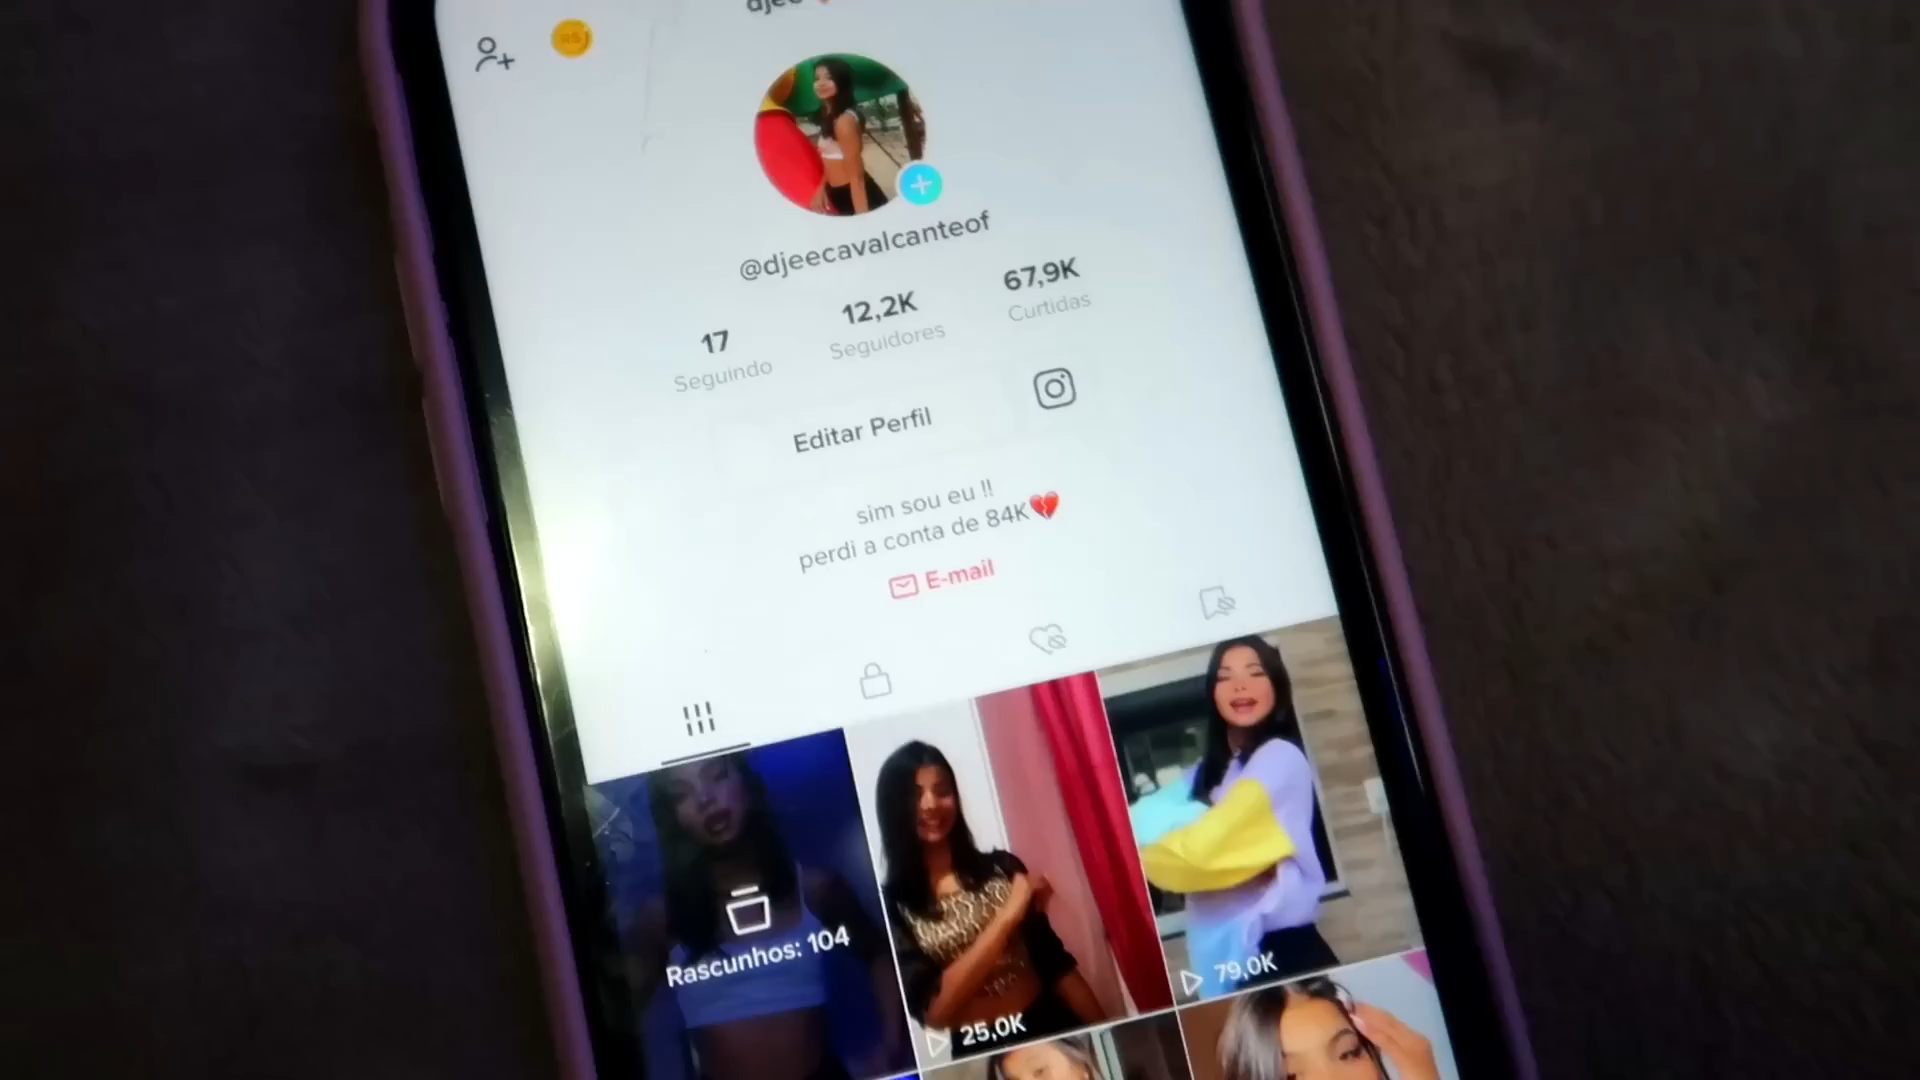 djee
R$
@djeecavalcanteof
17 12,2K 67,9K
Seguindo Seguidores Curtidas
Editar Perfil
sim sou eu !!
perdi a conta de 84K💔
E-mail
Rascunhos: 104
25,0K
79,0K